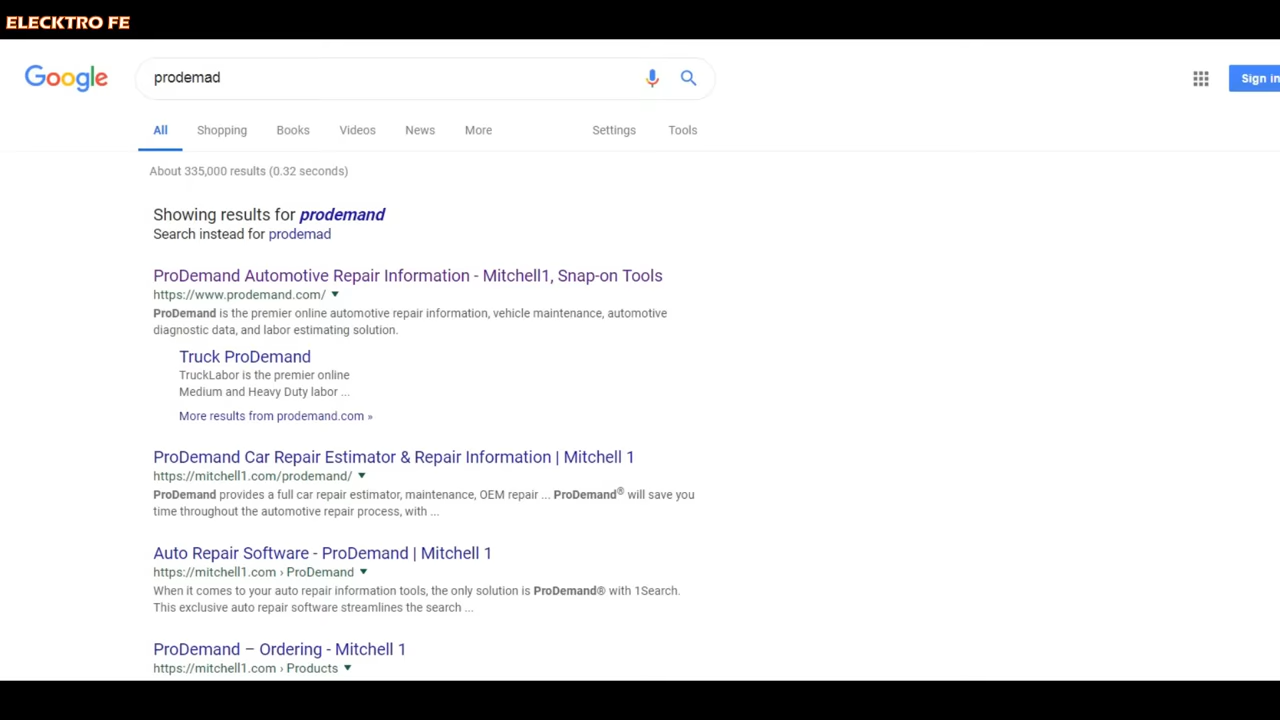 ELECKTRO FE
Google
prodemad
Sign in
All Shopping Books Videos News More Settings Tools
About 335,000 results (0.32 seconds)
Showing results for prodemand
Search instead for prodemad
ProDemand Automotive Repair Information - Mitchell1, Snap-on Tools
https://www.prodemand.com/
ProDemand is the premier online automotive repair information, vehicle maintenance, automotive
diagnostic data, and labor estimating solution.
Truck ProDemand
TruckLabor is the premier online
Medium and Heavy Duty labor ...
More results from prodemand.com »
ProDemand Car Repair Estimator & Repair Information | Mitchell 1
https://mitchell1.com/prodemand/
ProDemand provides a full car repair estimator, maintenance, OEM repair ... ProDemand® will save you
time throughout the automotive repair process, with ...
Auto Repair Software - ProDemand | Mitchell 1
https://mitchell1.com › ProDemand
When it comes to your auto repair information tools, the only solution is ProDemand® with 1Search.
This exclusive auto repair software streamlines the search ...
ProDemand – Ordering - Mitchell 1
https://mitchell1.com › Products